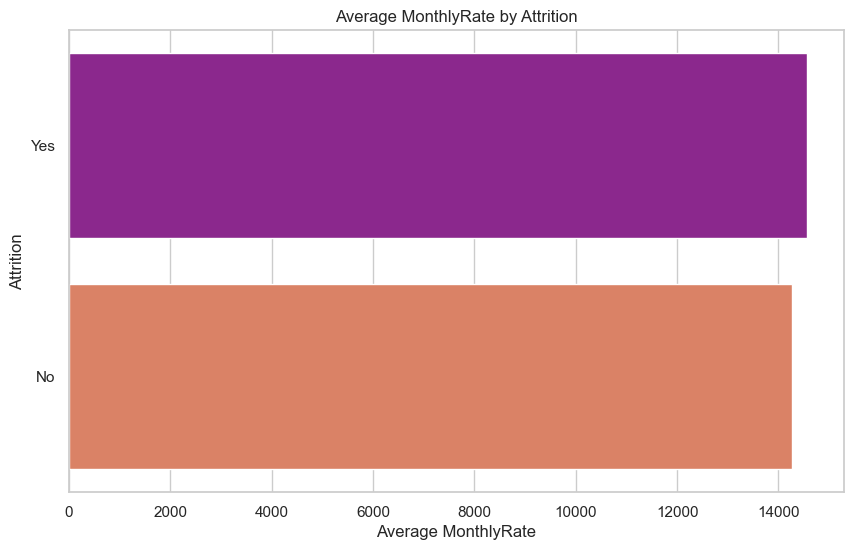 Average MonthlyRate by Attrition
Yes
No
Attrition
0 2000 4000 6000 8000 10000 12000 14000
Average MonthlyRate